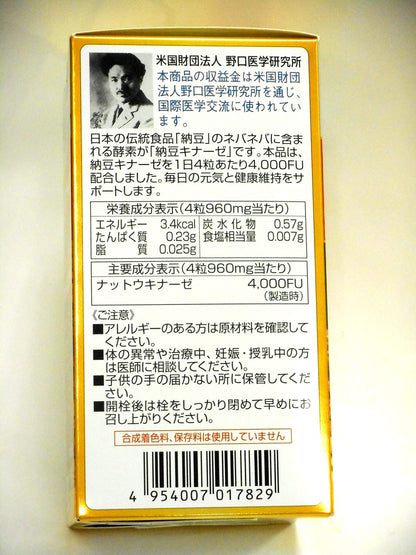 米国財団法人 野口医学研究所
本商品の収益金は米国財団
法人野口医学研究所を通じ、
国際医学交流に使われてい
ます。
日本の伝統食品「納豆」のネバネバに含ま
れる酵素が「納豆キナーゼ」です。本品は、
納豆キナーゼを1日4粒あたり4,000FU
配合しました。毎日の元気と健康維持をサ
ポートします。
栄養成分表示(4粒960mg当たり)
エネルギー 3.4kcal 炭水化物 0.57g
たんぱく質 0.23g 食塩相当量 0.007g
脂質 0.025g
主要成分表示(4粒960mg当たり)
ナットウキナーゼ 4,000FU
(製造時)
《ご注意》
■アレルギーのある方は原材料を確認して
ください。
■体の異常や治療中、妊娠・授乳中の方
は医師に相談してください。
■子供の手の届かない所に保管してくだ
さい。
■開栓後は栓をしっかり閉めて早めにお
召し上がりください。
合成着色料、保存料は使用していません
4 954007 017829